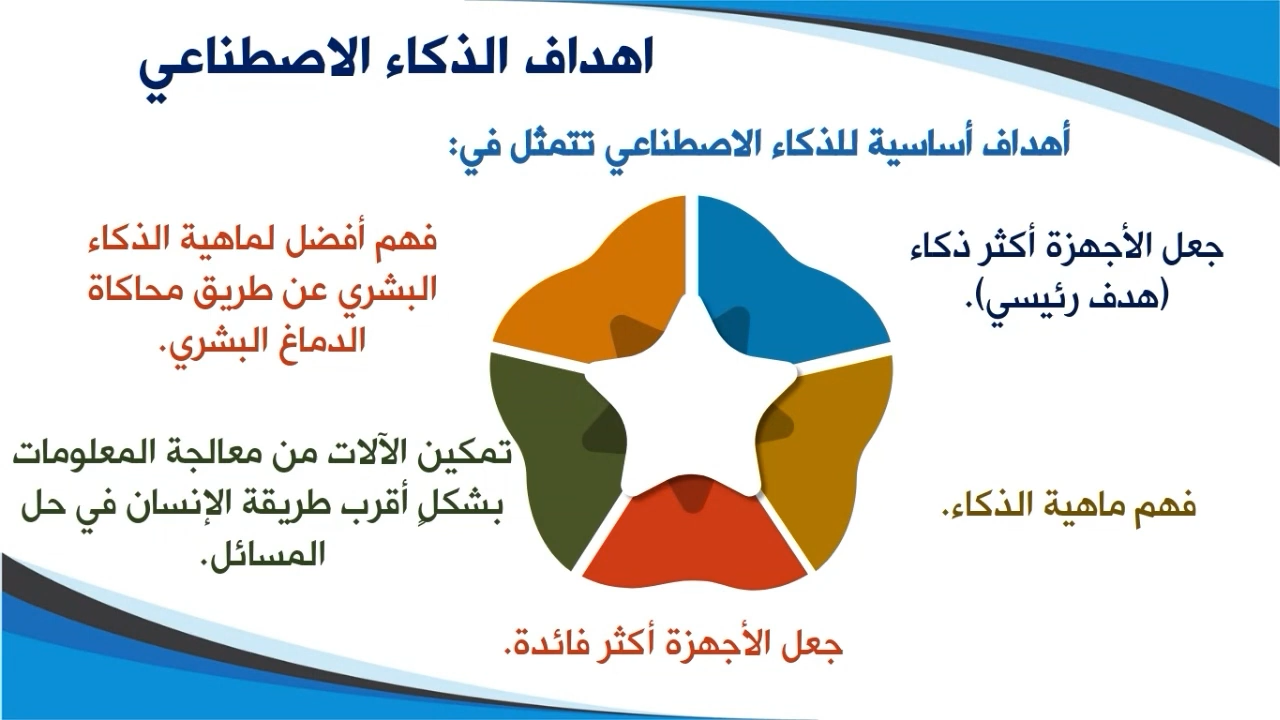 اهداف الذكاء الاصطناعي
أهداف أساسية للذكاء الاصطناعي تتمثل في:
جعل الأجهزة أكثر ذكاء
(هدف رئيسي).
فهم ماهية الذكاء.
جعل الأجهزة أكثر فائدة.
تمكين الآلات من معالجة المعلومات
بشكلٍ أقرب طريقة الإنسان في حل
المسائل.
فهم أفضل لماهية الذكاء
البشري عن طريق محاكاة
الدماغ البشري.